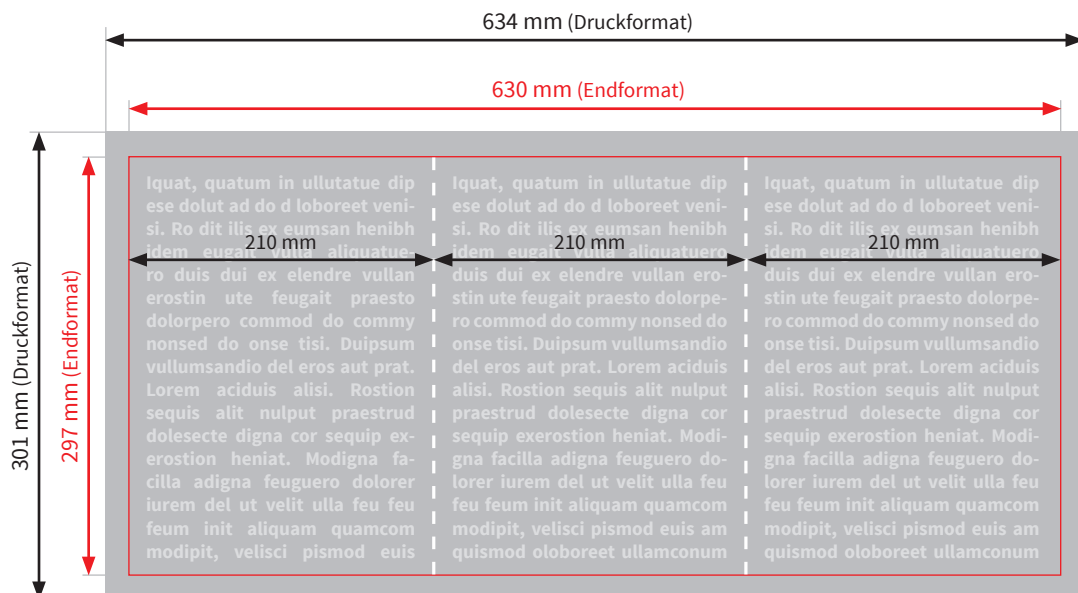 634 mm (Druckformat)
630 mm (Endformat)
301 mm (Druckformat)
297 mm (Endformat)
Iquat, quatum in ullutatue dip
ese dolut ad do d loboreet veni-
si. Ro dit ilis ex eumsan henibh
idem eugait vulla aliquatue-
210 mm
ro duis dui ex elendre vullan
erostin ute feugait praesto
dolorpero commod do commy
nonsed do onse tisi. Duipsum
vullumsandio del eros aut prat.
Lorem aciduis alisi. Rostion
sequis alit nulput praestrud
dolesecte digna cor sequip ex-
erostion heniat. Modigna fa-
cilla adigna feuguero dolorer
iurem del ut velit ulla feu feu
feum init aliquam quamcom
modipit, velisci pismod euis
Iquat, quatum in ullutatue dip
ese dolut ad do d loboreet veni-
si. Ro dit ilis ex eumsan henibh
idem eugait vulla aliquatuero
210 mm
duis dui ex elendre vullan ero-
stin ute feugait praesto dolorpe-
ro commod do commy nonsed do
onse tisi. Duipsum vullumsandio
del eros aut prat. Lorem aciduis
alisi. Rostion sequis alit nulput
praestrud dolesecte digna cor
sequip exerostion heniat. Modi-
gna facilla adigna feuguero do-
lorer iurem del ut velit ulla feu
feu feum init aliquam quamcom
modipit, velisci pismod euis am
quismod oloboreet ullamconum
Iquat, quatum in ullutatue dip
ese dolut ad do d loboreet veni-
si. Ro dit ilis ex eumsan henibh
idem eugait vulla aliquatuero
210 mm
duis dui ex elendre vullan ero-
stin ute feugait praesto dolorpe-
ro commod do commy nonsed do
onse tisi. Duipsum vullumsandio
del eros aut prat. Lorem aciduis
alisi. Rostion sequis alit nulput
praestrud dolesecte digna cor
sequip exerostion heniat. Modi-
gna facilla adigna feuguero do-
lorer iurem del ut velit ulla feu
feu feum init aliquam quamcom
modipit, velisci pismod euis am
quismod oloboreet ullamconum